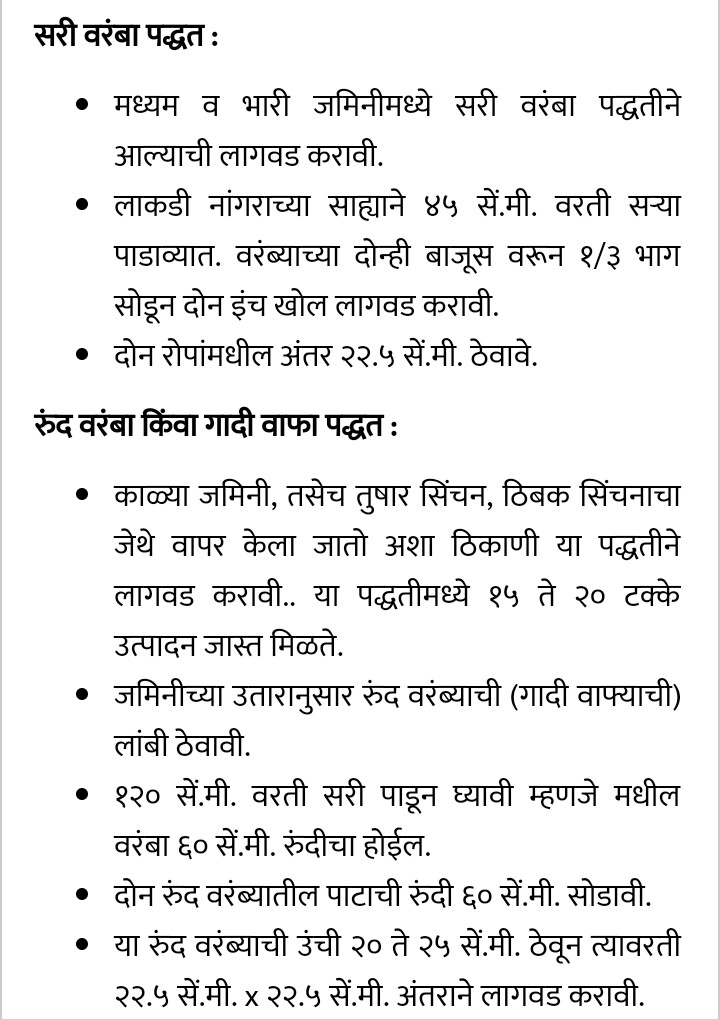 सरी वरंबा पद्धत :
मध्यम व भारी जमिनीमध्ये सरी वरंबा पद्धतीने
आल्याची लागवड करावी.
लाकडी नांगराच्या साह्याने ४५ सें.मी. वरती सऱ्या
पाडाव्यात. वरंब्याच्या दोन्ही बाजूस वरून १/३ भाग
सोडून दोन इंच खोल लागवड करावी.
दोन रोपांमधील अंतर २२.५ सें.मी. ठेवावे.
रुंद वरंबा किंवा गादी वाफा पद्धत :
काळ्या जमिनी, तसेच तुषार सिंचन, ठिबक सिंचनाचा
जेथे वापर केला जातो अशा ठिकाणी या पद्धतीने
लागवड करावी.. या पद्धतीमध्ये १५ ते २० टक्के
उत्पादन जास्त मिळते.
जमिनीच्या उतारानुसार रुंद वरंब्याची (गादी वाफ्याची)
लांबी ठेवावी.
१२० सें.मी. वरती सरी पाडून घ्यावी म्हणजे मधील
वरंबा ६० सें.मी. रुंदीचा होईल.
दोन रुंद वरंब्यातील पाटाची रुंदी ६० सें.मी. सोडावी.
या रुंद वरंब्याची उंची २० ते २५ सें.मी. ठेवून त्यावरती
२२.५ सें.मी. x २२.५ सें.मी. अंतराने लागवड करावी.